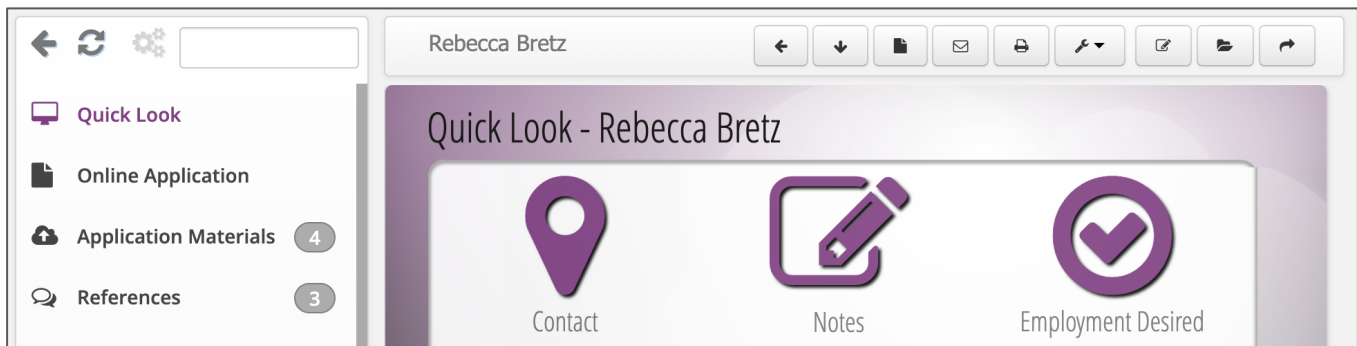 Rebecca Bretz
Quick Look
Online Application
Application Materials 4
References 3
Quick Look - Rebecca Bretz
Contact
Notes
Employment Desired